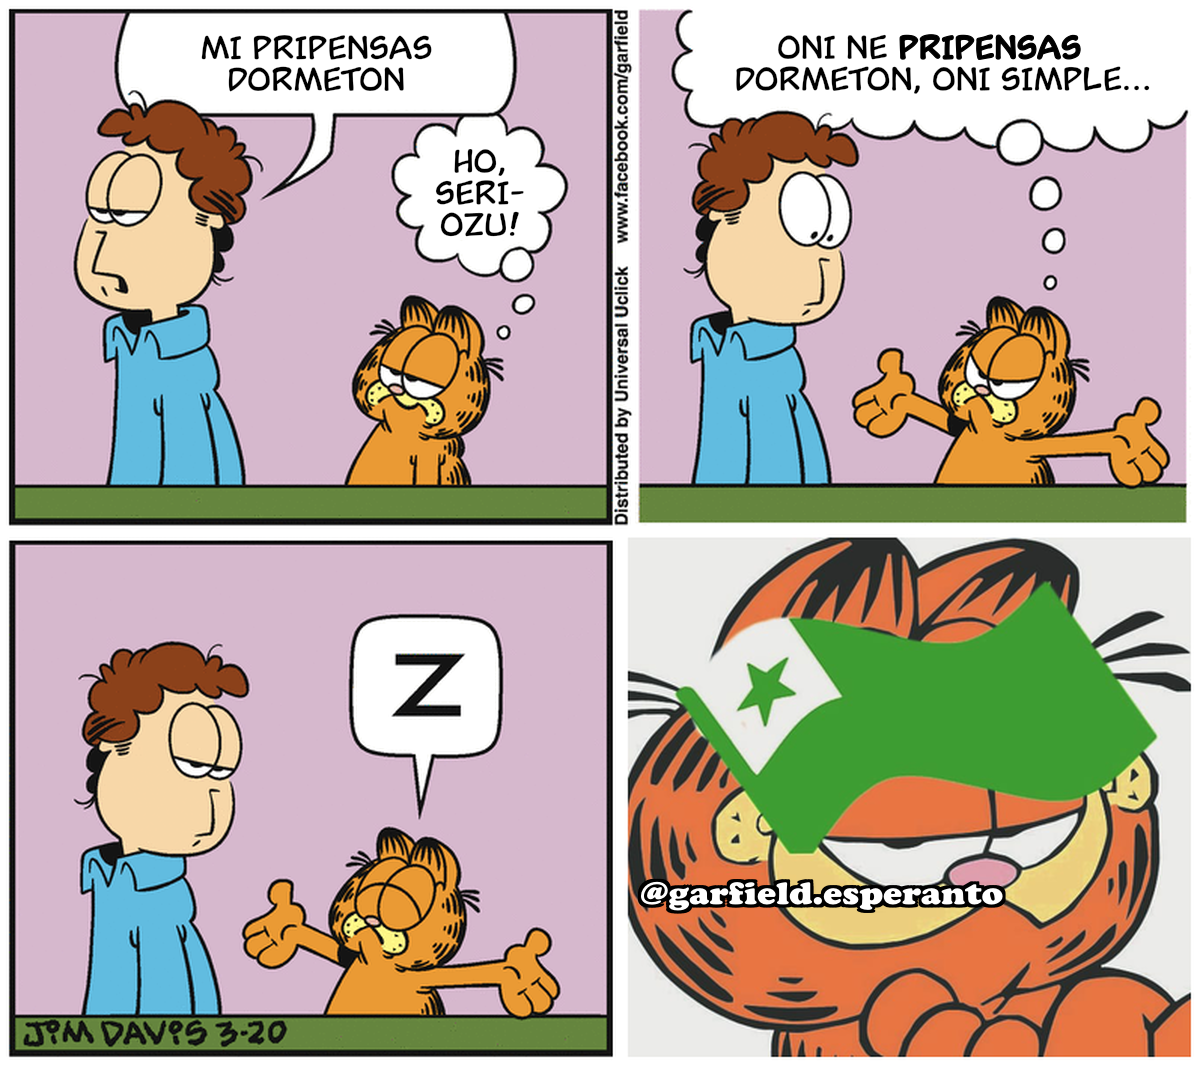 MI PRIPENSAS
DORMETON
HO,
SERI-
OZU!
Distributed by Universal Uclick www.facebook.com/garfield
ONI NE PRIPENSAS
DORMETON, ONI SIMPLE...
Z
JIM DAVIS 3-20
@garfield.esperanto